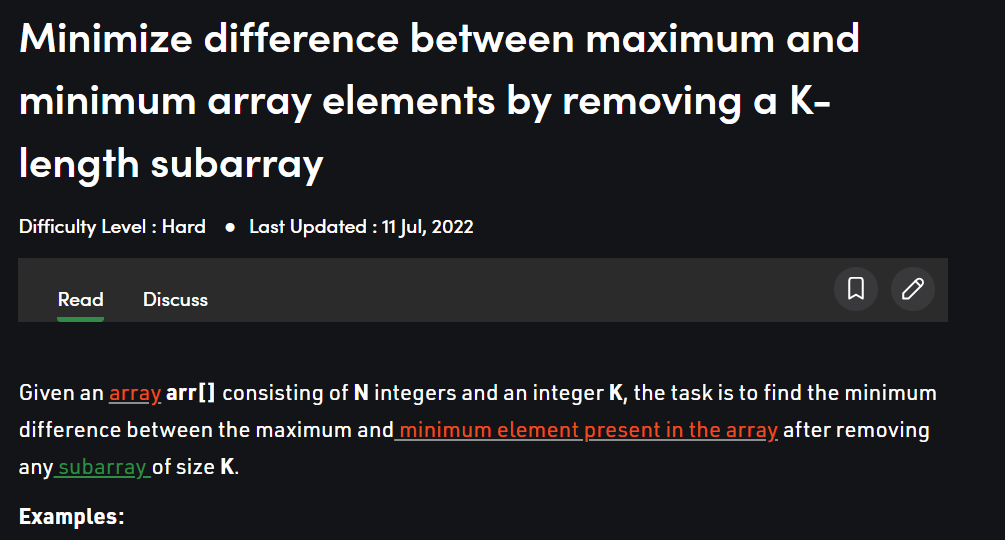 Minimize difference between maximum and
minimum array elements by removing a K-
length subarray
Difficulty Level : Hard ● Last Updated : 11 Jul, 2022
Read Discuss
Given an array arr[] consisting of N integers and an integer K, the task is to find the minimum
difference between the maximum and minimum element present in the array after removing
any subarray of size K.
Examples: